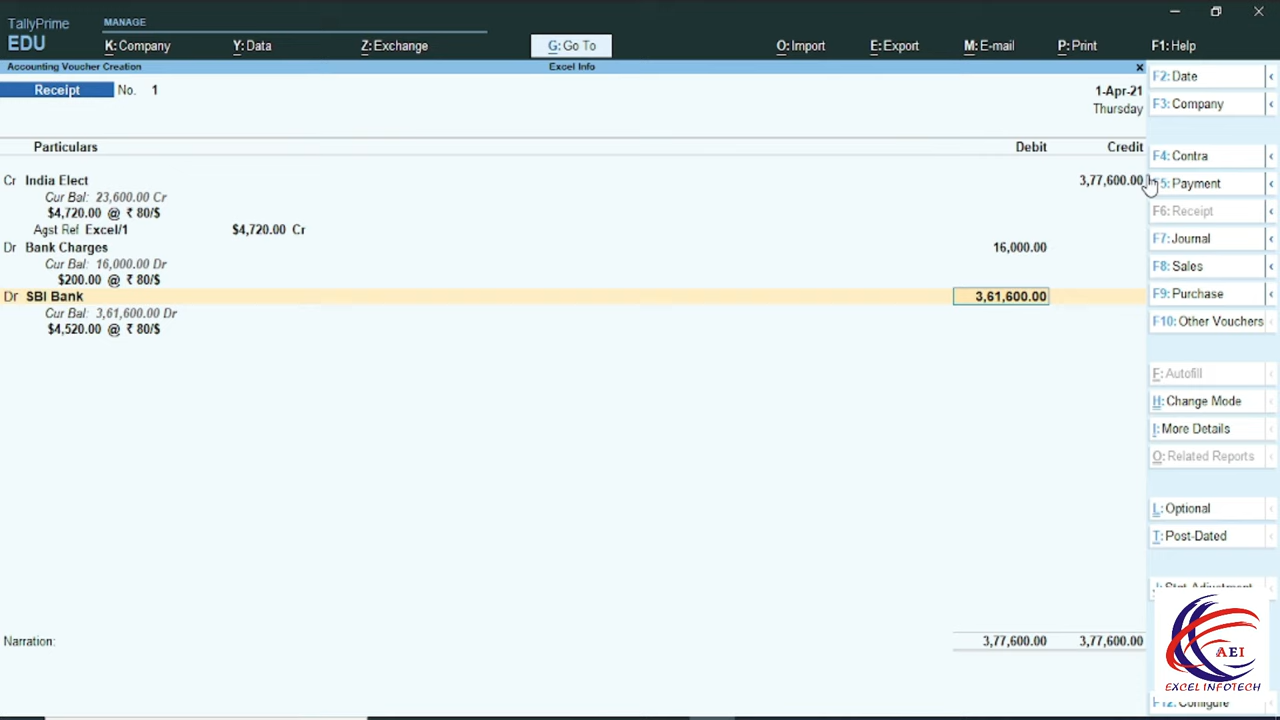 TallyPrime
EDU
MANAGE
K: Company
Y: Data
Z: Exchange
G: Go To
O: Import
E: Export
M: E-mail
P: Print
F1: Help
Accounting Voucher Creation
Excel Info
Receipt No. 1
1-Apr-21
Thursday
Particulars Debit Credit
Cr India Elect 3,77,600.00
Cur Bal: 23,600.00 Cr
$4,720.00 @ ₹ 80/$
Agst Ref Excel/1 $4,720.00 Cr
Dr Bank Charges 16,000.00
Cur Bal: 16,000.00 Dr
$200.00 @ ₹ 80/$
Dr SBI Bank 3,61,600.00
Cur Bal: 3,61,600.00 Dr
$4,520.00 @ ₹ 80/$
Narration: 3,77,600.00 3,77,600.00
F2: Date
F3: Company
F4: Contra
F5: Payment
F6: Receipt
F7: Journal
F8: Sales
F9: Purchase
F10: Other Vouchers
F: Autofill
H: Change Mode
I: More Details
O: Related Reports
L: Optional
T: Post-Dated
J: Stat Adjustment
AEI
EXCEL INFOTECH
F12: Configure